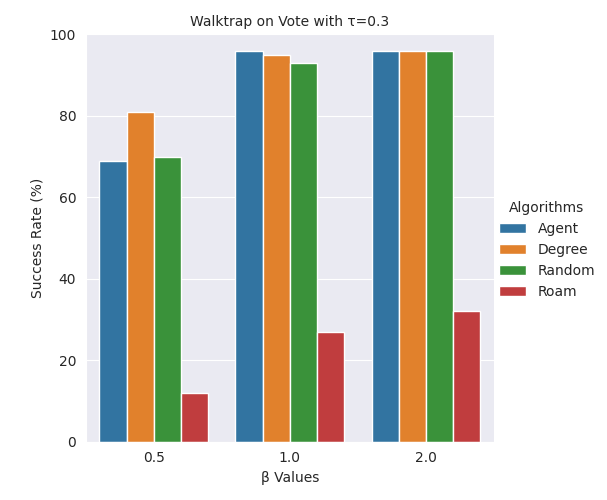 Walktrap on Vote with τ=0.3
100
80
60
40
20
0
Success Rate (%)
0.5 1.0 2.0
β Values
Algorithms
Agent
Degree
Random
Roam